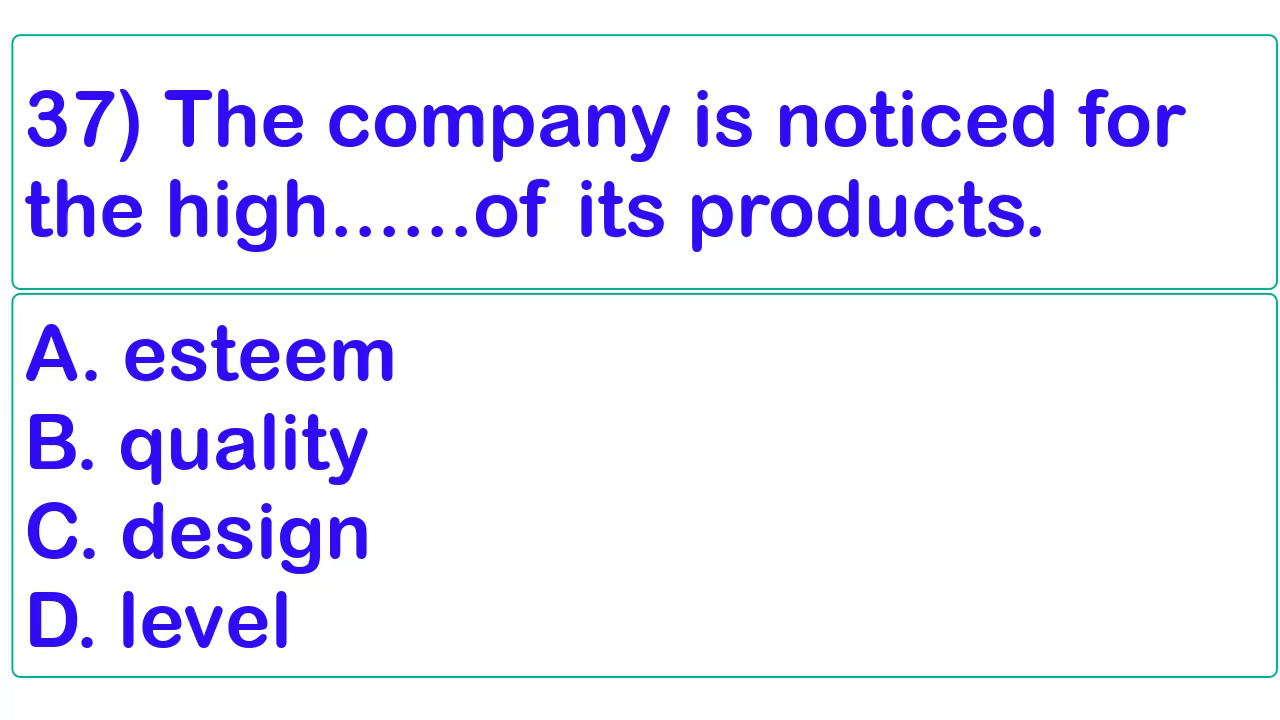 37) The company is noticed for
the high......of its products.
A. esteem
B. quality
C. design
D. level